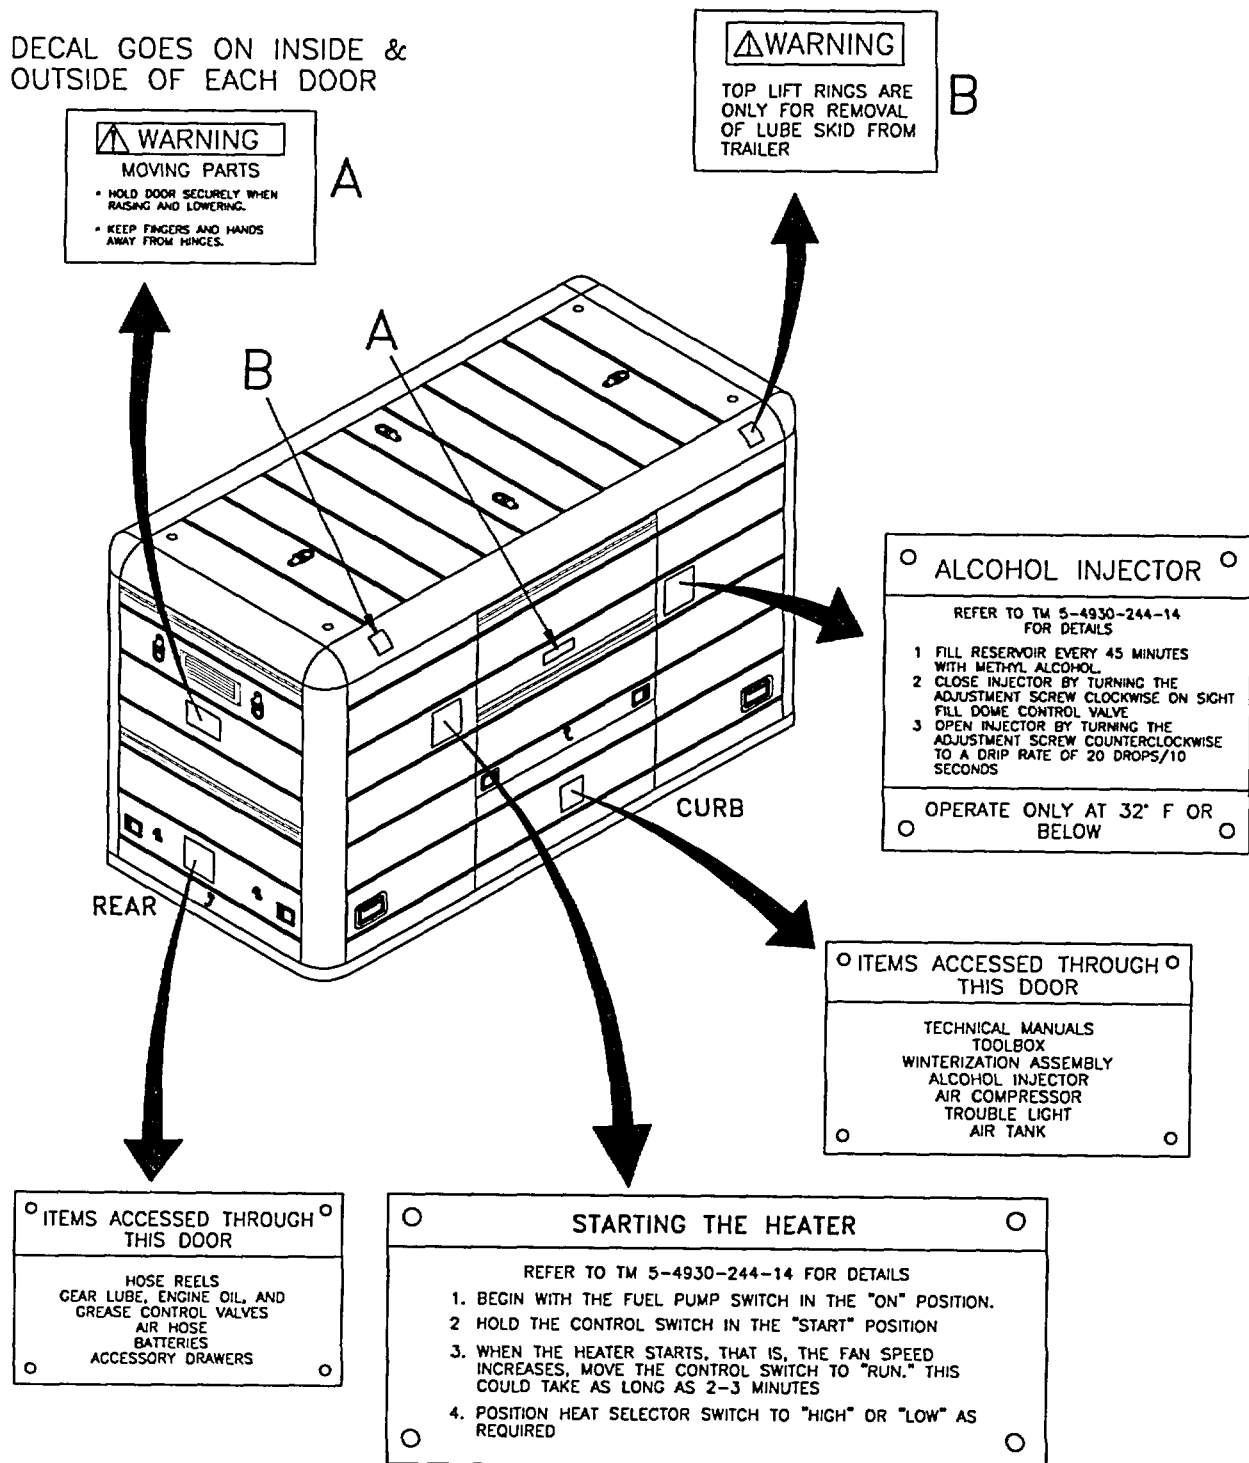 DECAL GOES ON INSIDE &
OUTSIDE OF EACH DOOR
WARNING
MOVING PARTS
• HOLD DOOR SECURELY WHEN
RAISING AND LOWERING.
• KEEP FINGERS AND HANDS
AWAY FROM HINGES.
A
WARNING
TOP LIFT RINGS ARE
ONLY FOR REMOVAL
OF LUBE SKID FROM
TRAILER
B
A
B
CURB
REAR
ALCOHOL INJECTOR
REFER TO TM 5-4930-244-14
FOR DETAILS
1 FILL RESERVOIR EVERY 45 MINUTES
WITH METHYL ALCOHOL.
2 CLOSE INJECTOR BY TURNING THE
ADJUSTMENT SCREW CLOCKWISE ON SIGHT
FILL DOME CONTROL VALVE
3 OPEN INJECTOR BY TURNING THE
ADJUSTMENT SCREW COUNTERCLOCKWISE
TO A DRIP RATE OF 20 DROPS/10
SECONDS
OPERATE ONLY AT 32° F OR
BELOW
ITEMS ACCESSED THROUGH
THIS DOOR
TECHNICAL MANUALS
TOOLBOX
WINTERIZATION ASSEMBLY
ALCOHOL INJECTOR
AIR COMPRESSOR
TROUBLE LIGHT
AIR TANK
ITEMS ACCESSED THROUGH
THIS DOOR
HOSE REELS
GEAR LUBE, ENGINE OIL, AND
GREASE CONTROL VALVES
AIR HOSE
BATTERIES
ACCESSORY DRAWERS
STARTING THE HEATER
REFER TO TM 5-4930-244-14 FOR DETAILS
1. BEGIN WITH THE FUEL PUMP SWITCH IN THE "ON" POSITION.
2 HOLD THE CONTROL SWITCH IN THE "START" POSITION
3. WHEN THE HEATER STARTS, THAT IS, THE FAN SPEED
INCREASES, MOVE THE CONTROL SWITCH TO "RUN." THIS
COULD TAKE AS LONG AS 2-3 MINUTES
4. POSITION HEAT SELECTOR SWITCH TO "HIGH" OR "LOW" AS
REQUIRED